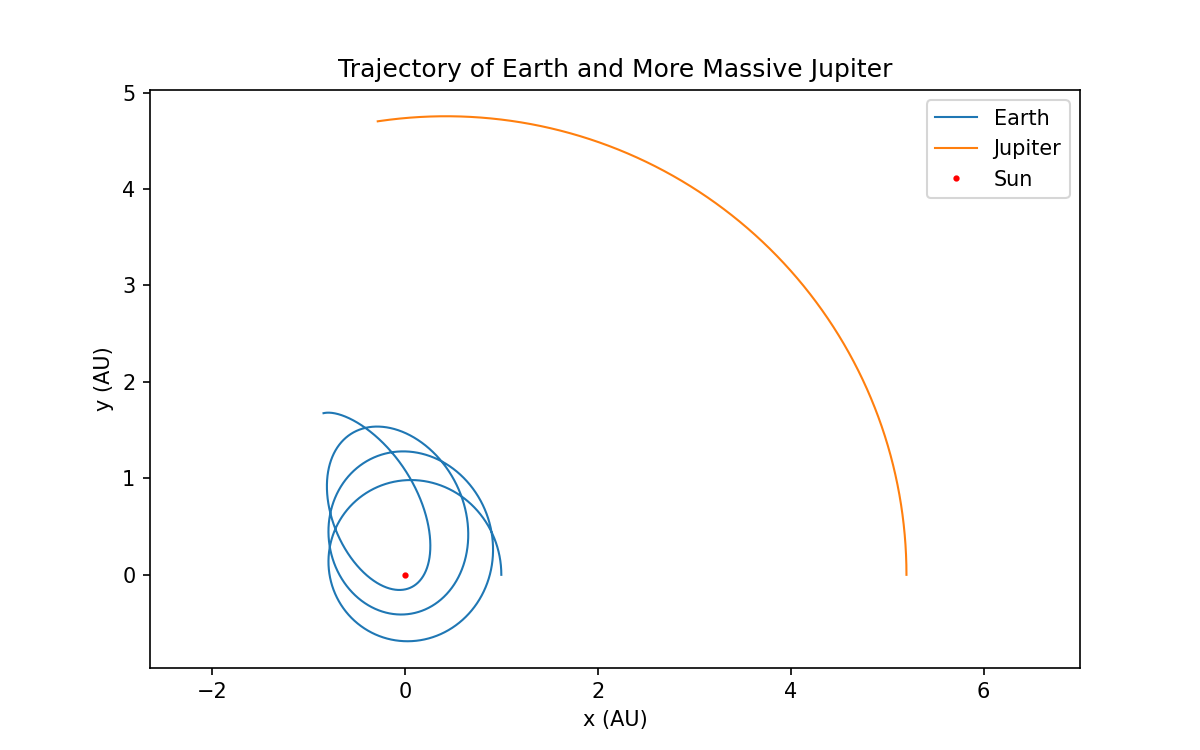 Trajectory of Earth and More Massive Jupiter
Earth
Jupiter
Sun
5
4
3
2
1
0
y (AU)
−2 0 2 4 6
x (AU)